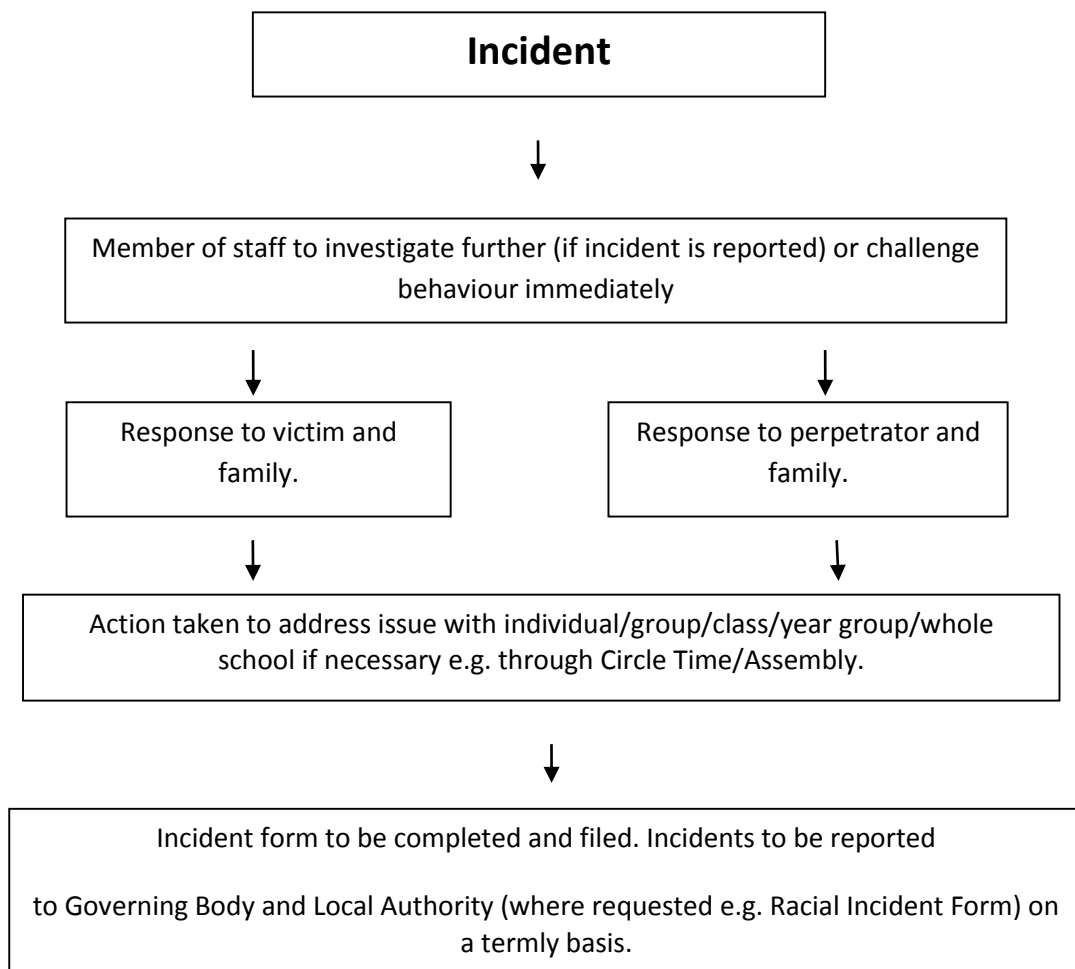 Incident
Member of staff to investigate further (if incident is reported) or challenge
behaviour immediately
Response to victim and
family.
Response to perpetrator and
family.
Action taken to address issue with individual/group/class/year group/whole
school if necessary e.g. through Circle Time/Assembly.
Incident form to be completed and filed. Incidents to be reported
to Governing Body and Local Authority (where requested e.g. Racial Incident Form) on
a termly basis.